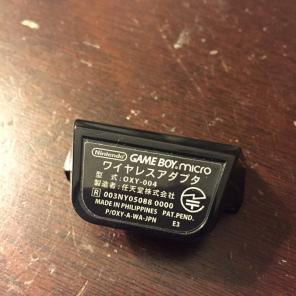 Nintendo GAME BOY micro
ワイヤレスアダプタ
型 式:OXY-004
製造者:任天堂株式会社
R 003NY05088 0000
MADE IN PHILIPPINES PAT.PEND.
P/OXY-A-WA-JPN E3